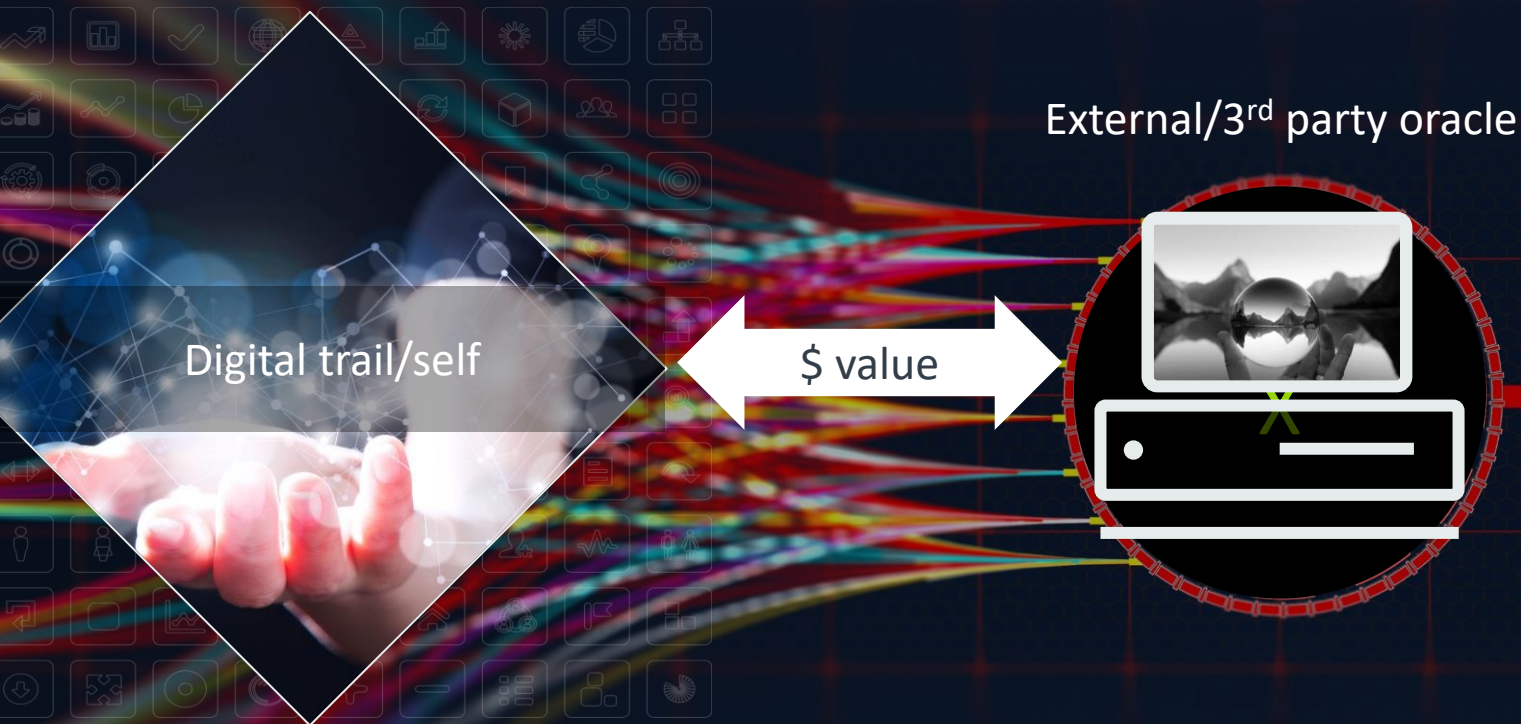 External/3rd party oracle
Digital trail/self
$ value
X